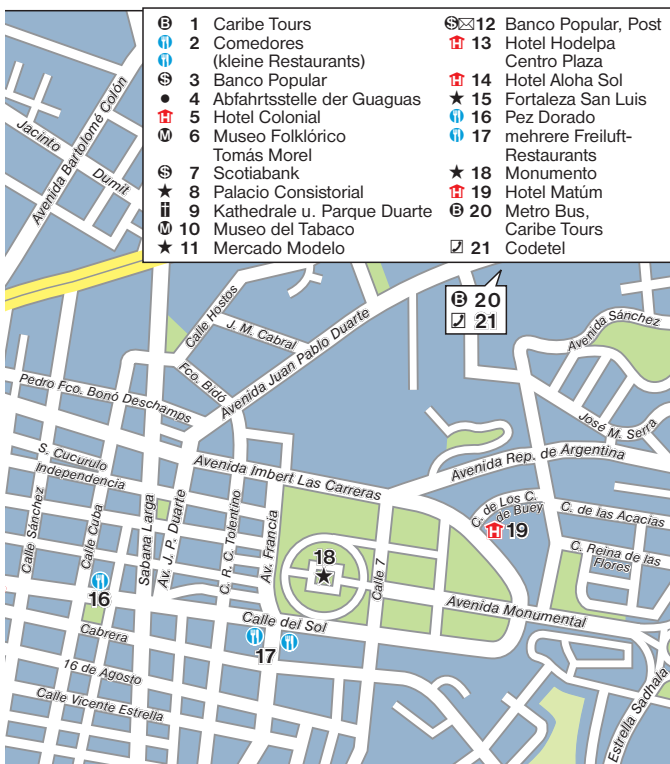 1 Caribe Tours
2 Comedores
(kleine Restaurants)
3 Banco Popular
4 Abfahrtsstelle der Guaguas
5 Hotel Colonial
M 6 Museo Folklórico
Tomás Morel
7 Scotiabank
8 Palacio Consistorial
9 Kathedrale u. Parque Duarte
M 10 Museo del Tabaco
11 Mercado Modelo
12 Banco Popular, Post
H 13 Hotel Hodelpa
Centro Plaza
H 14 Hotel Aloha Sol
15 Fortaleza San Luis
16 Pez Dorado
17 mehrere Freiluft-
Restaurants
18 Monumento
H 19 Hotel Matúm
B 20 Metro Bus,
Caribe Tours
21 Codetel
Avenida Bartolomé Colón
Jacinto
Dumit
B 20
21
Calle Hostos
J. M. Cabral
Avenida Juan Pablo Duarte
Avenida Sánchez
Fco. Bidó
Pedro Fco. Bonó Deschamps
José M. Serra
S. Cucurulo
Independencia
Avenida Imbert Las Carreras
Avenida Rep. de Argentina
Calle Sánchez
Calle Cuba
Sabana Larga
Av. J. P. Duarte
C. R. C. Tolentino
Av. Francia
Calle 7
C. de Los C.
de Buey
H 19
C. de las Acacias
C. Reina de las
Flores
18
16
Avenida Monumental
Calle del Sol
17
Cabrera
16 de Agosto
Calle Vicente Estrella
Estrella Sadhala